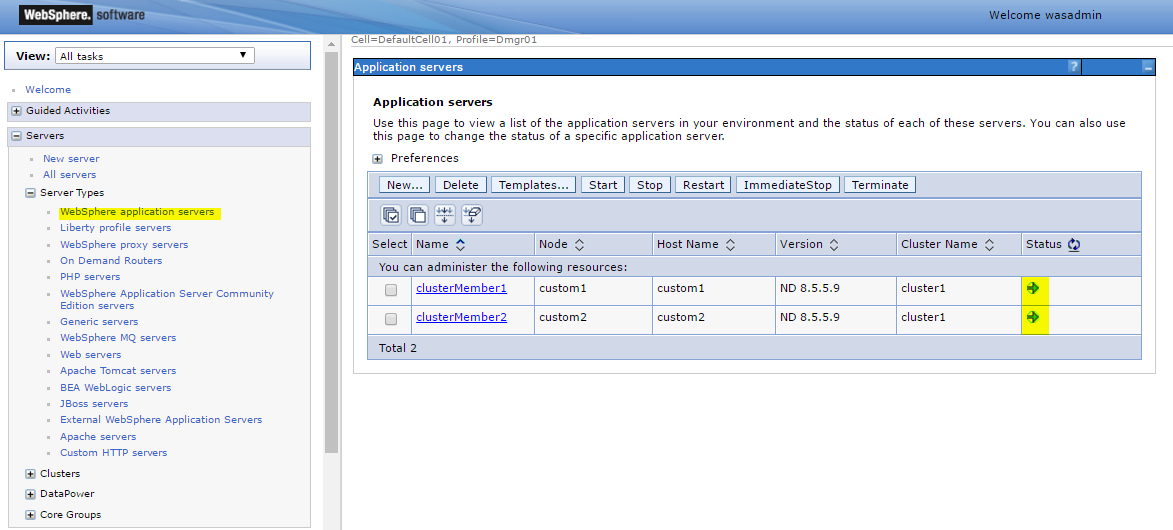 WebSphere. software
Welcome wasadmin
View: All tasks
Welcome
Guided Activities
Servers
New server
All servers
Server Types
WebSphere application servers
Liberty profile servers
WebSphere proxy servers
On Demand Routers
PHP servers
WebSphere Application Server Community
Edition servers
Generic servers
WebSphere MQ servers
Web servers
Apache Tomcat servers
BEA WebLogic servers
JBoss servers
External WebSphere Application Servers
Apache servers
Custom HTTP servers
Clusters
DataPower
Core Groups
Cell=DefaultCell01, Profile=Dmgr01
Application servers ?
Application servers
Use this page to view a list of the application servers in your environment and the status of each of these servers. You can also use
this page to change the status of a specific application server.
Preferences
New... Delete Templates... Start Stop Restart ImmediateStop Terminate
Select Name Node Host Name Version Cluster Name Status
You can administer the following resources:
clusterMember1 custom1 custom1 ND 8.5.5.9 cluster1
clusterMember2 custom2 custom2 ND 8.5.5.9 cluster1
Total 2